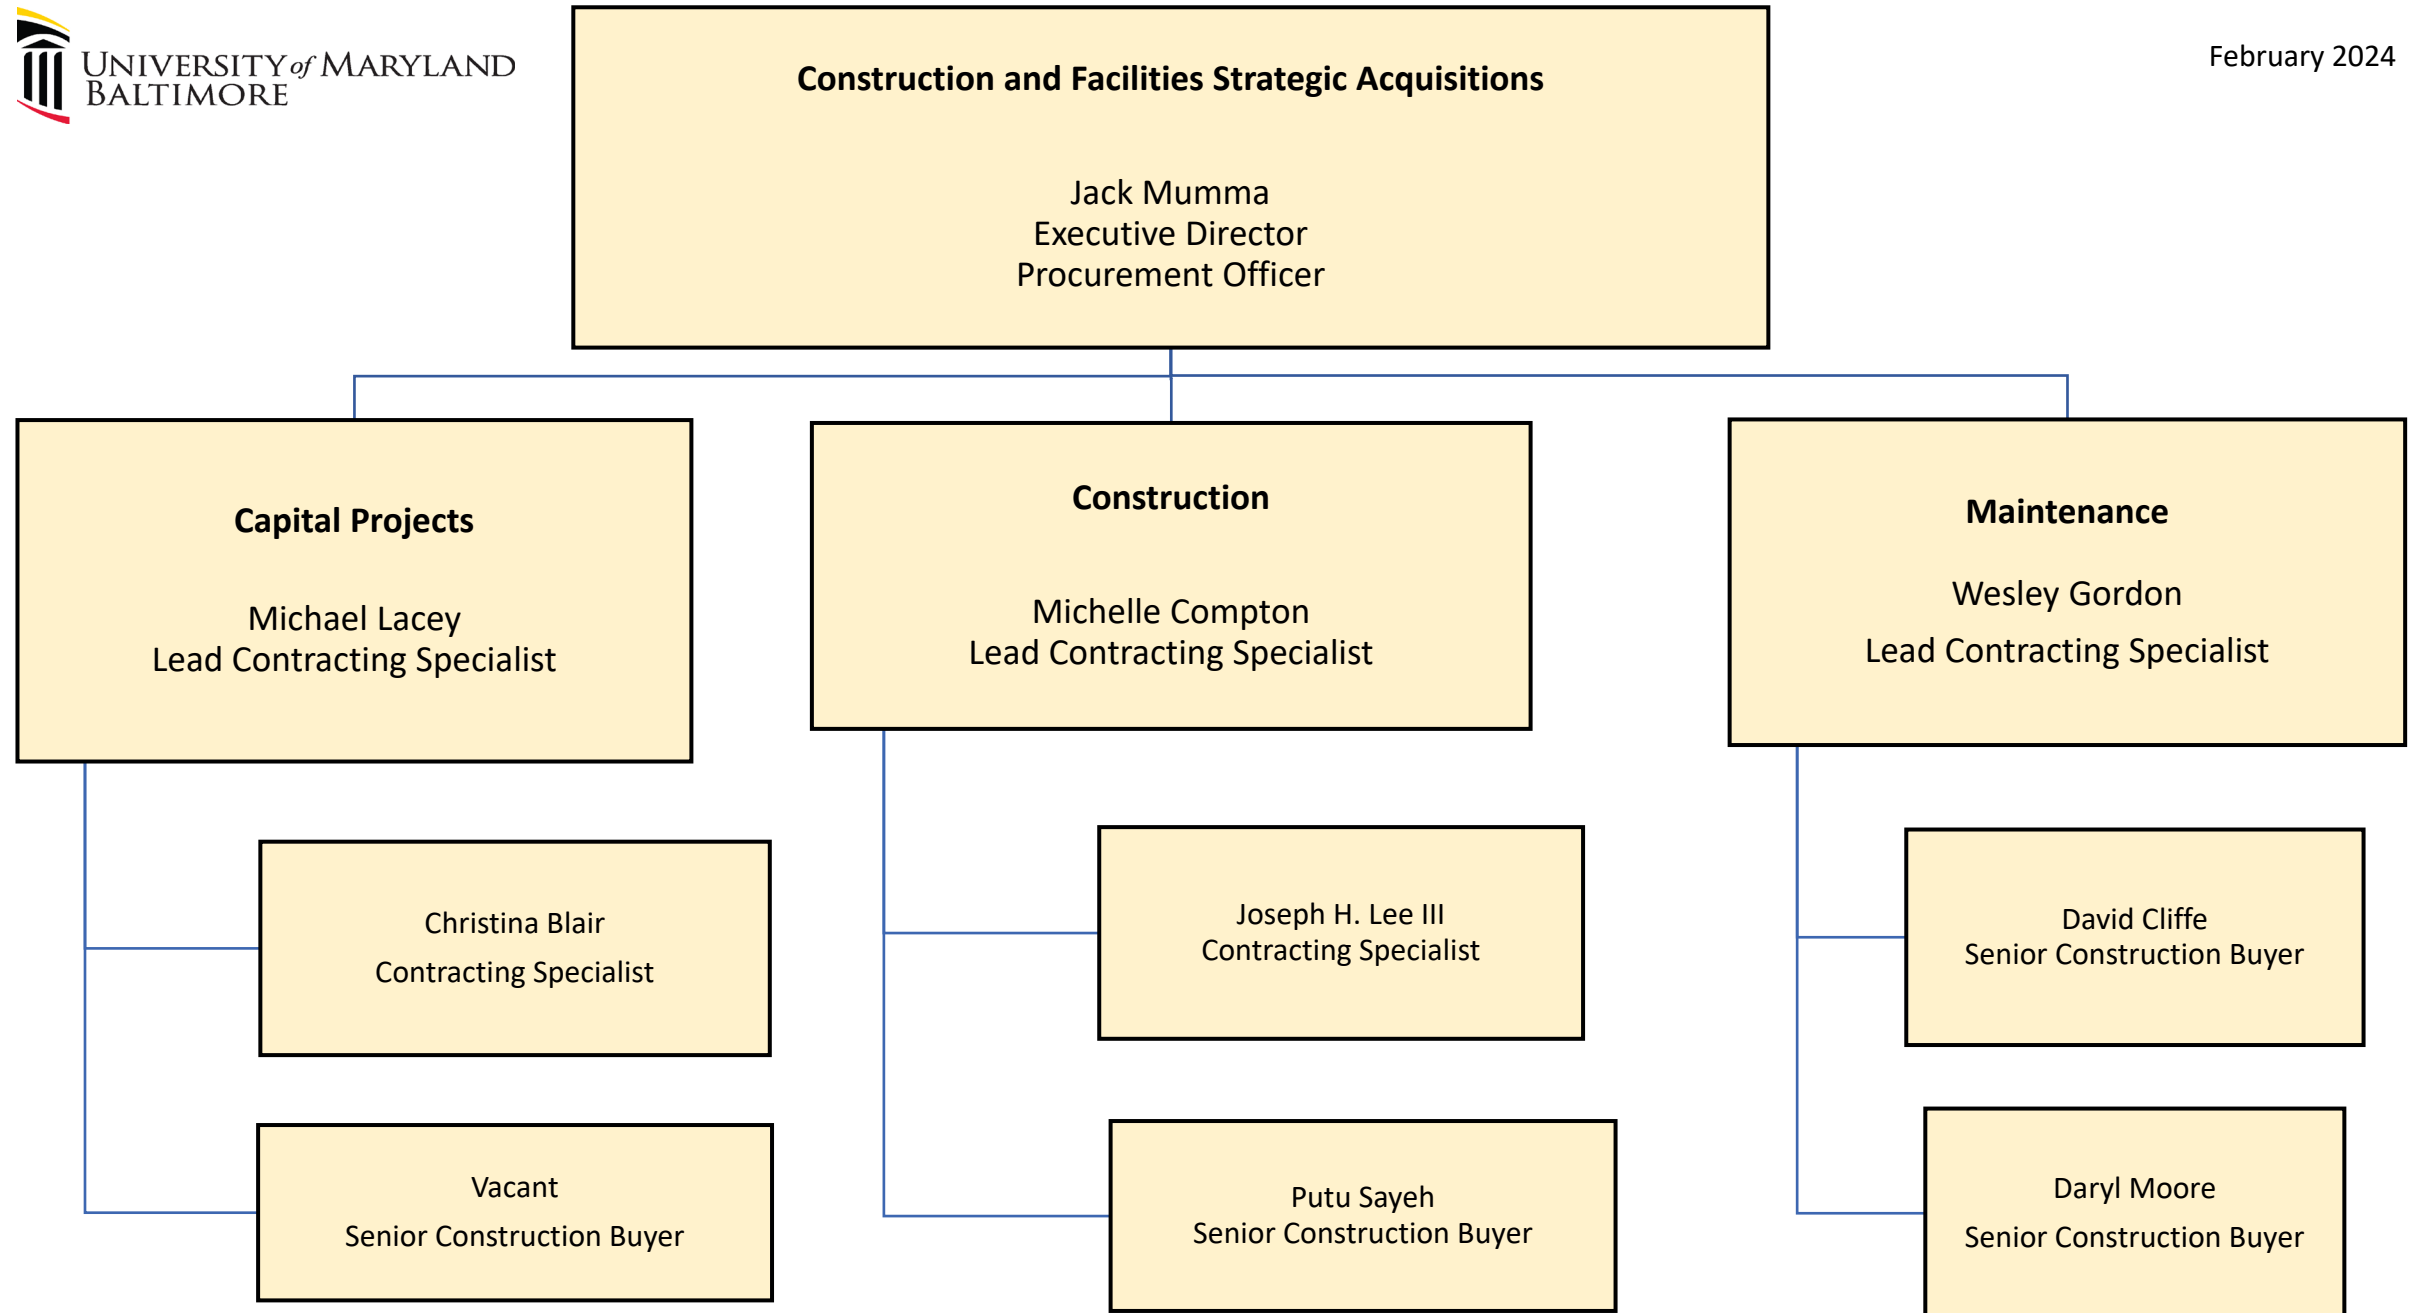 UNIVERSITY of MARYLAND
BALTIMORE
February 2024
Construction and Facilities Strategic Acquisitions
Jack Mumma
Executive Director
Procurement Officer
Capital Projects
Michael Lacey
Lead Contracting Specialist
Construction
Michelle Compton
Lead Contracting Specialist
Maintenance
Wesley Gordon
Lead Contracting Specialist
Christina Blair
Contracting Specialist
Vacant
Senior Construction Buyer
Joseph H. Lee III
Contracting Specialist
Putu Sayeh
Senior Construction Buyer
David Cliffe
Senior Construction Buyer
Daryl Moore
Senior Construction Buyer